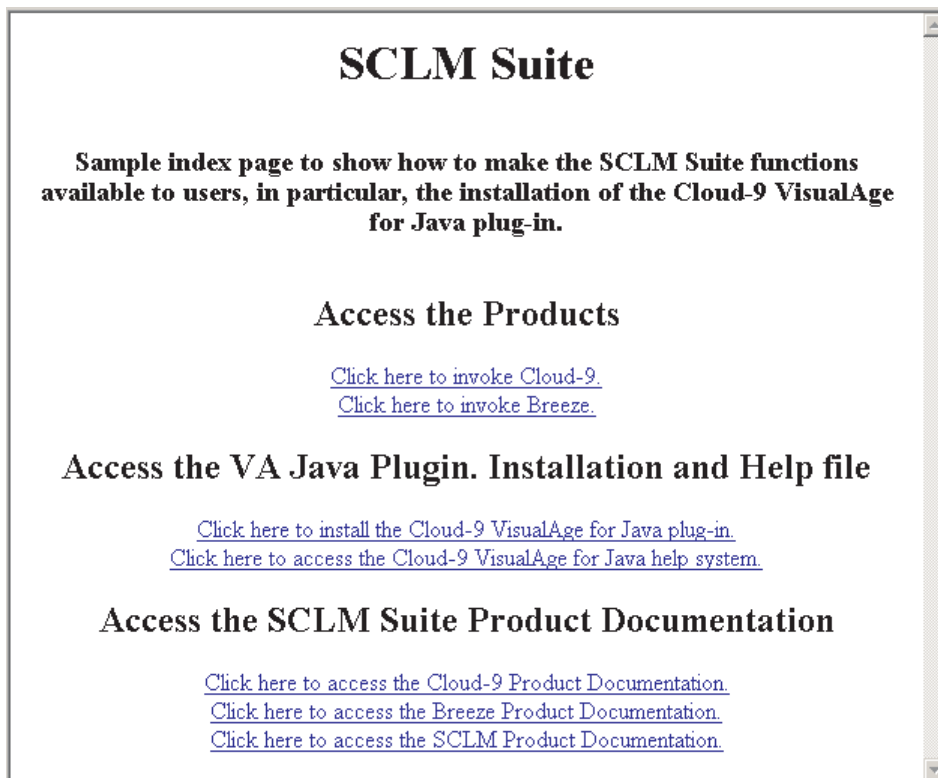 SCLM Suite
Sample index page to show how to make the SCLM Suite functions
available to users, in particular, the installation of the Cloud-9 VisualAge
for Java plug-in.
Access the Products
Click here to invoke Cloud-9.
Click here to invoke Breeze.
Access the VA Java Plugin. Installation and Help file
Click here to install the Cloud-9 VisualAge for Java plug-in.
Click here to access the Cloud-9 VisualAge for Java help system.
Access the SCLM Suite Product Documentation
Click here to access the Cloud-9 Product Documentation.
Click here to access the Breeze Product Documentation.
Click here to access the SCLM Product Documentation.